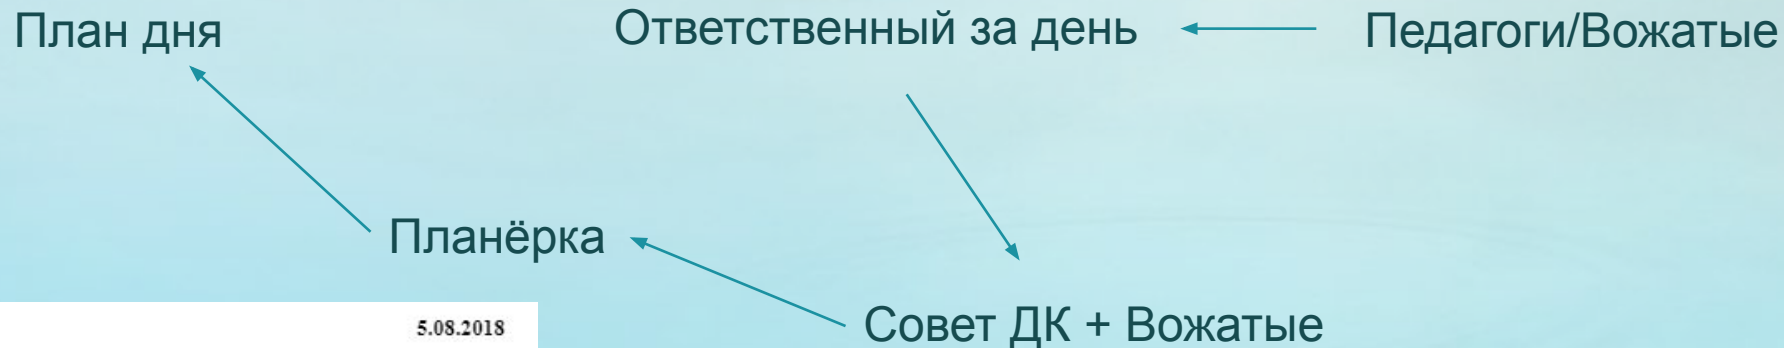 План дня
Ответственный за день
Педагоги/Вожатые
Планёрка
Совет ДК + Вожатые
5.08.2018